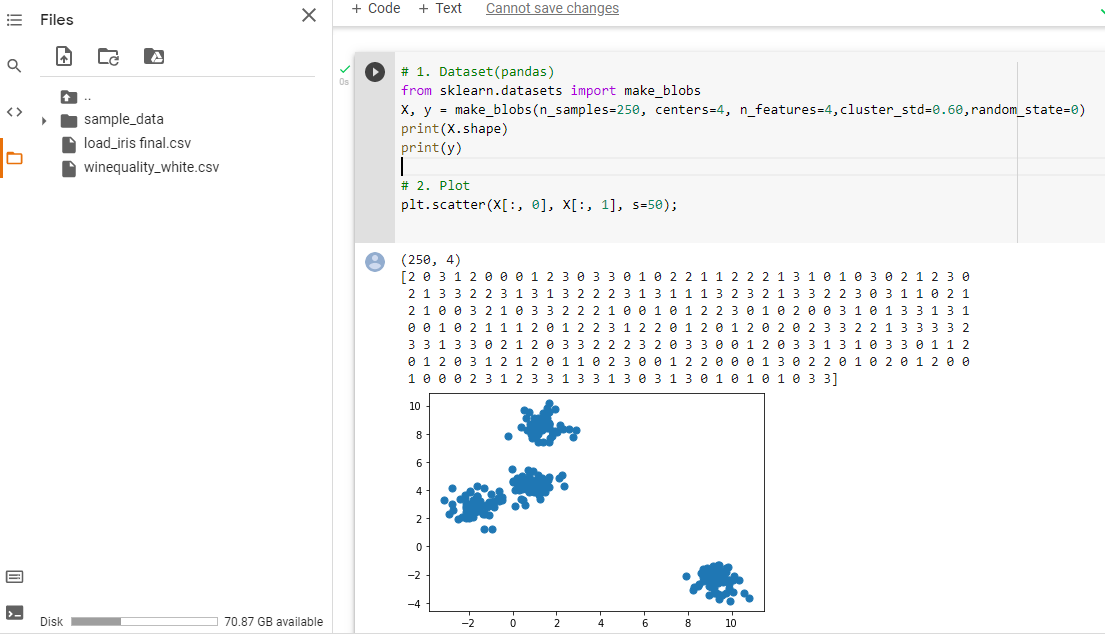 Files
+ Code + Text Cannot save changes
..
sample_data
load_iris final.csv
winequality_white.csv
0s
# 1. Dataset(pandas)
from sklearn.datasets import make_blobs
X, y = make_blobs(n_samples=250, centers=4, n_features=4,cluster_std=0.60,random_state=0)
print(X.shape)
print(y)
# 2. Plot
plt.scatter(X[:, 0], X[:, 1], s=50);
(250, 4)
[2 0 3 1 2 0 0 0 1 2 3 0 3 3 0 1 0 2 2 1 1 2 2 2 1 3 1 0 1 0 3 0 2 1 2 3 0
2 1 3 3 2 2 3 1 3 1 3 2 2 2 3 1 3 1 1 1 3 2 3 2 1 3 3 2 2 3 0 3 1 1 0 2 1
2 1 0 0 3 2 1 0 3 3 2 2 2 1 0 0 1 0 1 2 2 3 0 1 0 2 0 0 3 1 0 1 3 3 1 3 1
0 0 1 0 2 1 1 1 2 0 1 2 2 3 1 2 2 0 1 2 0 1 2 0 2 0 2 3 3 2 2 1 3 3 3 3 2
3 3 1 3 3 0 2 1 2 0 3 3 2 2 2 3 2 0 3 3 0 0 1 2 0 3 3 1 3 1 0 3 3 0 1 1 2
0 1 2 0 3 1 2 1 2 0 1 1 0 2 3 0 0 1 2 2 0 0 0 1 3 0 2 2 0 1 0 2 0 1 2 0 0
1 0 0 0 2 3 1 2 3 3 1 3 3 1 3 0 3 1 3 0 1 0 1 0 1 0 3 3]
10
8
6
4
2
0
−2
−4
−2 0 2 4 6 8 10
Disk 70.87 GB available